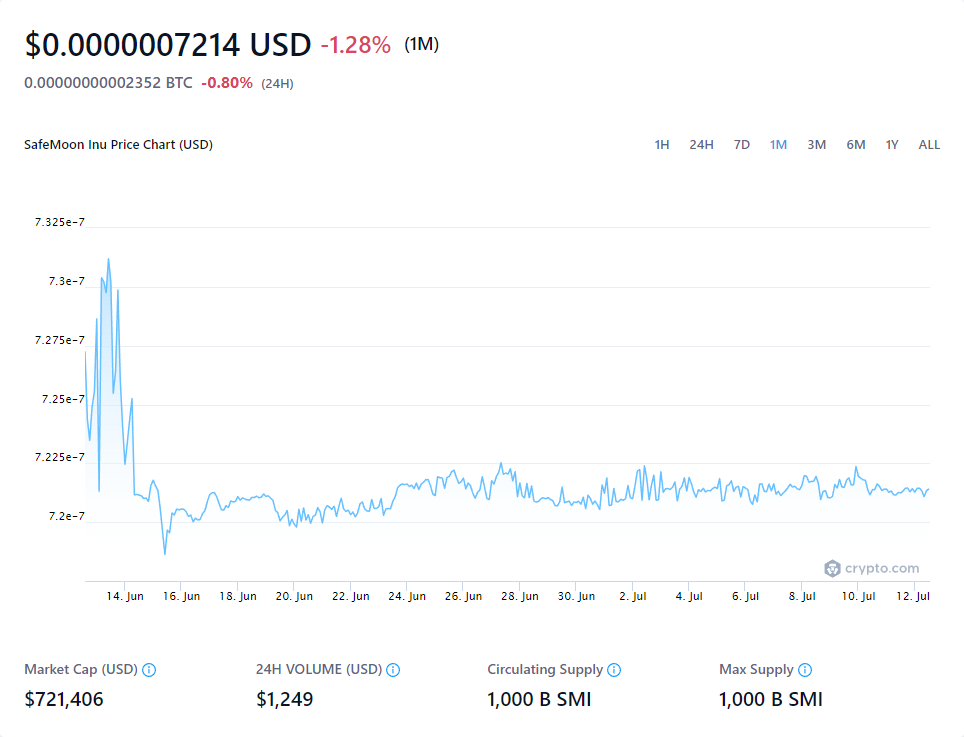 $0.0000007214 USD -1.28% (1M)
0.00000000002352 BTC -0.80% (24H)
SafeMoon Inu Price Chart (USD) 1H 24H 7D 1M 3M 6M 1Y ALL
7.325e-7
7.3e-7
7.275e-7
7.25e-7
7.225e-7
7.2e-7
crypto.com
14. Jun 16. Jun 18. Jun 20. Jun 22. Jun 24. Jun 26. Jun 28. Jun 30. Jun 2. Jul 4. Jul 6. Jul 8. Jul 10. Jul 12. Jul
Market Cap (USD) 24H VOLUME (USD) Circulating Supply Max Supply
$721,406 $1,249 1,000 B SMI 1,000 B SMI